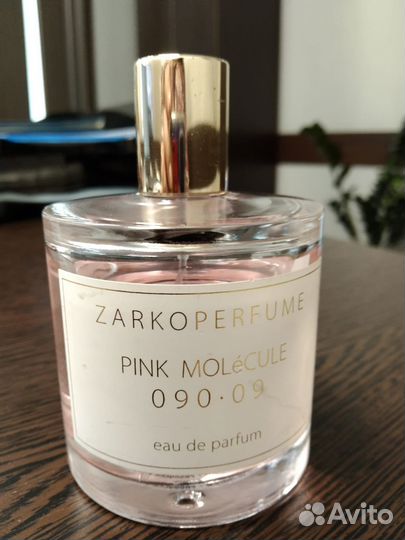 ZARKOPERFUME
PINK MOLéCULE
090·09
eau de parfum
Avito